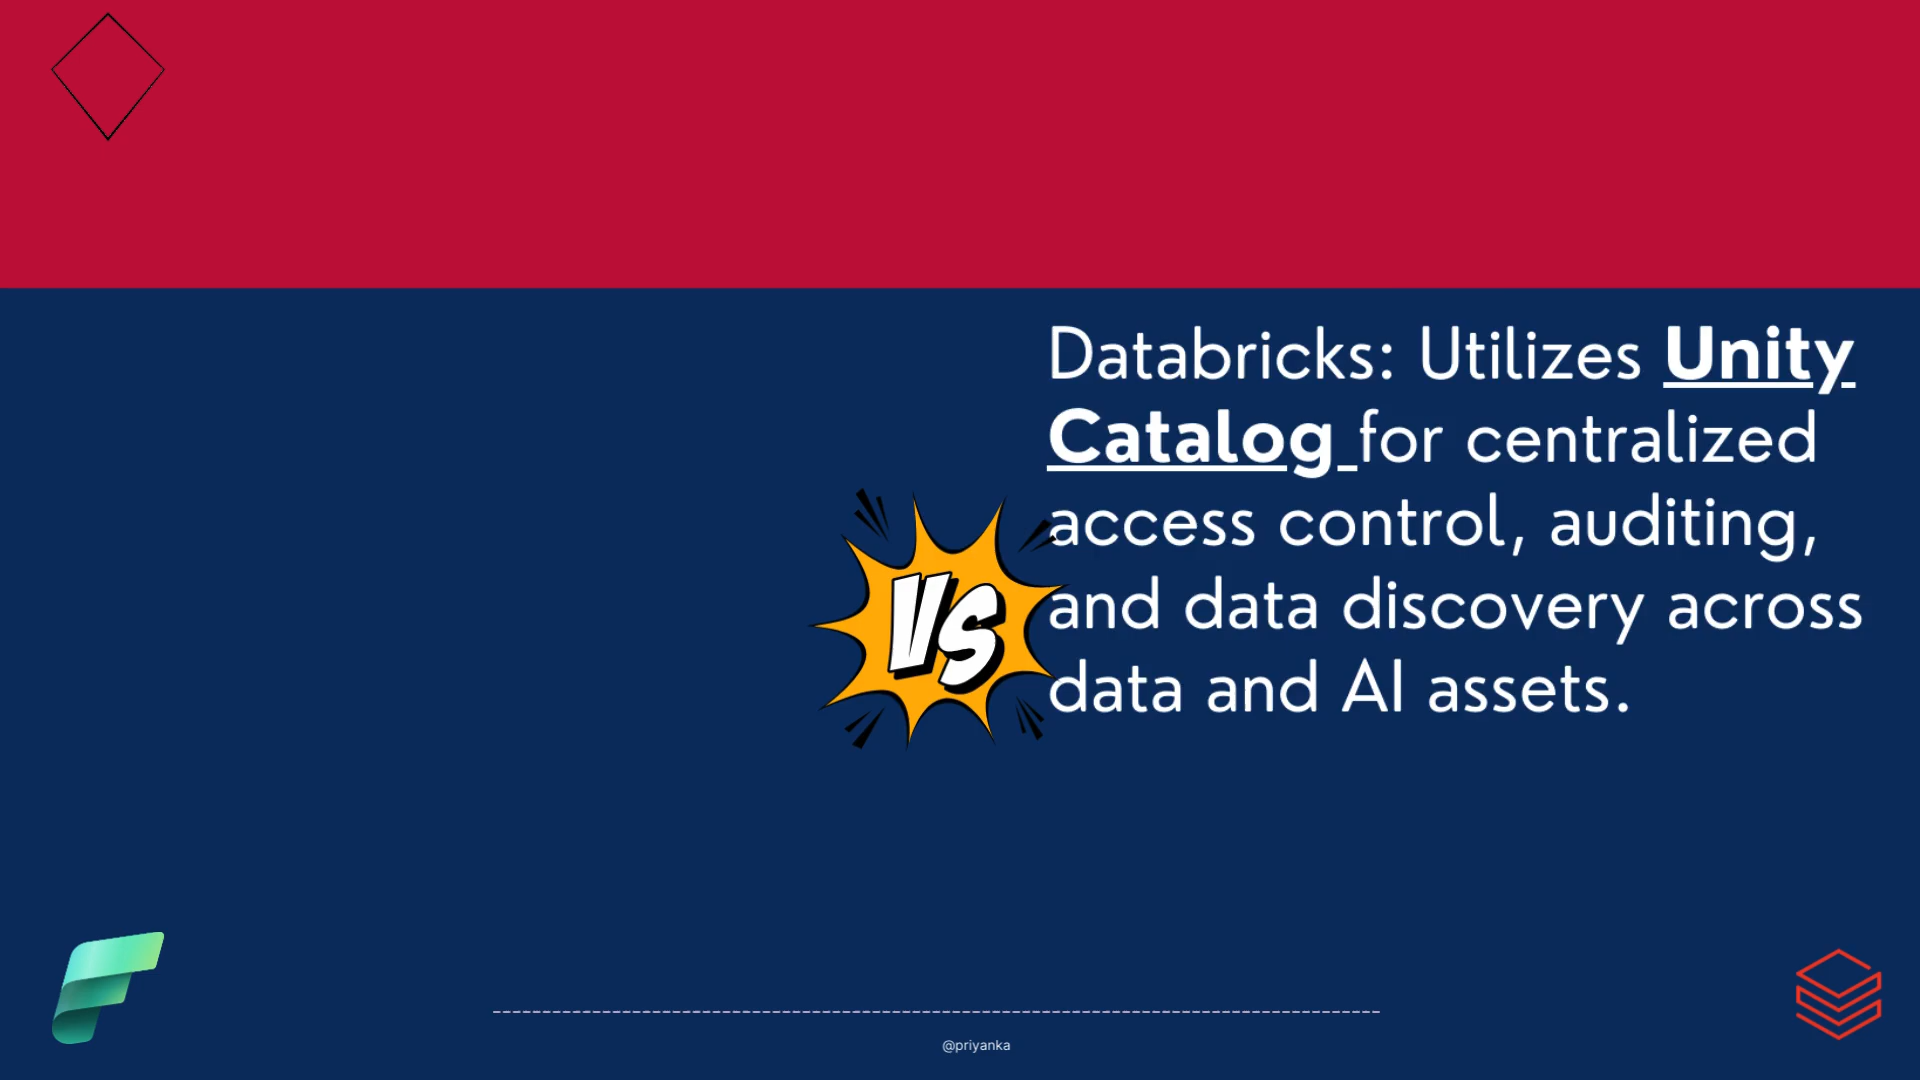 Databricks: Utilizes Unity
Catalog for centralized
access control, auditing,
and data discovery across
data and AI assets.
VS
@priyanka